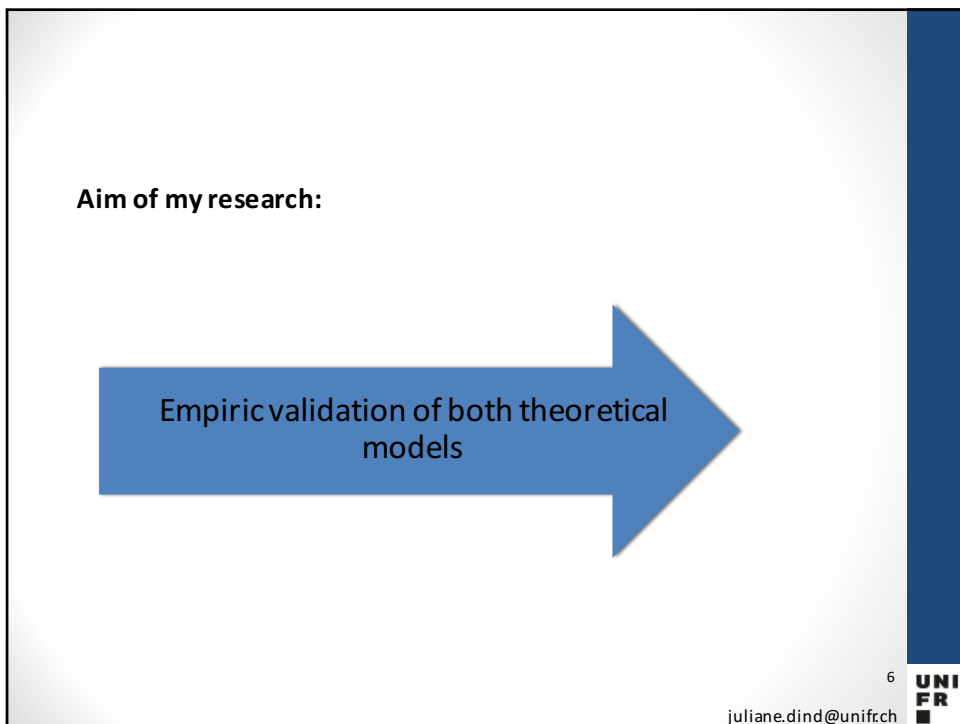 Aim of my research:
Empiric validation of both theoretical
models
6
juliane.dind@unifr.ch
UNI
FR